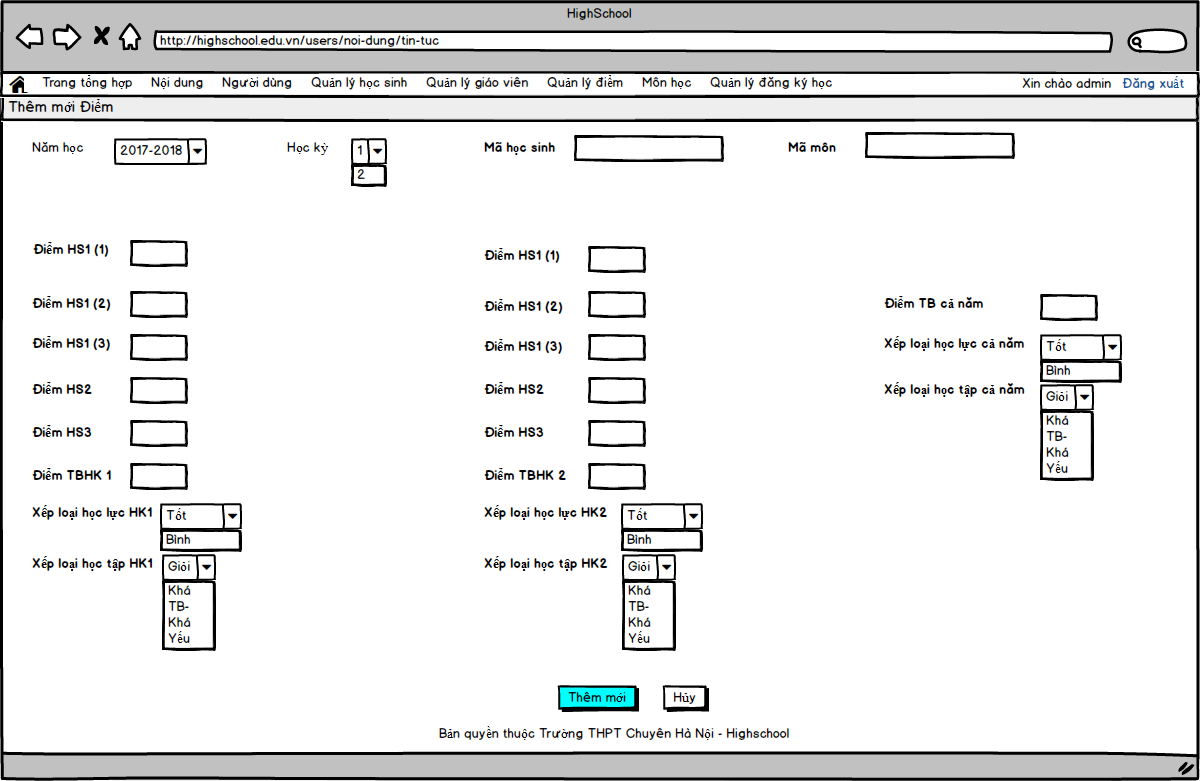 HighSchool
http://highschool.edu.vn/users/noi-dung/tin-tuc
Trang tổng hợp Nội dung Người dùng Quản lý học sinh Quản lý giáo viên Quản lý điểm Môn học Quản lý đăng ký học Xin chào admin Đăng xuất
Thêm mới Điểm
Năm học 2017-2018 Học kỳ 1 Mã học sinh Mã môn
2
Điểm HS1 (1) Điểm HS1 (1)
Điểm HS1 (2) Điểm HS1 (2) Điểm TB cả năm
Điểm HS1 (3) Điểm HS1 (3) Xếp loại học lực cả năm Tốt
Bình
Điểm HS2 Điểm HS2 Xếp loại học tập cả năm Giỏi
Khá
TB-
Khá
Yếu
Điểm HS3 Điểm HS3
Điểm TBHK 1 Điểm TBHK 2
Xếp loại học lực HK1 Tốt Xếp loại học lực HK2 Tốt
Bình Bình
Xếp loại học tập HK1 Giỏi Xếp loại học tập HK2 Giỏi
Khá Khá
TB- TB-
Khá Khá
Yếu Yếu
Thêm mới Hủy
Bản quyền thuộc Trường THPT Chuyên Hà Nội - Highschool